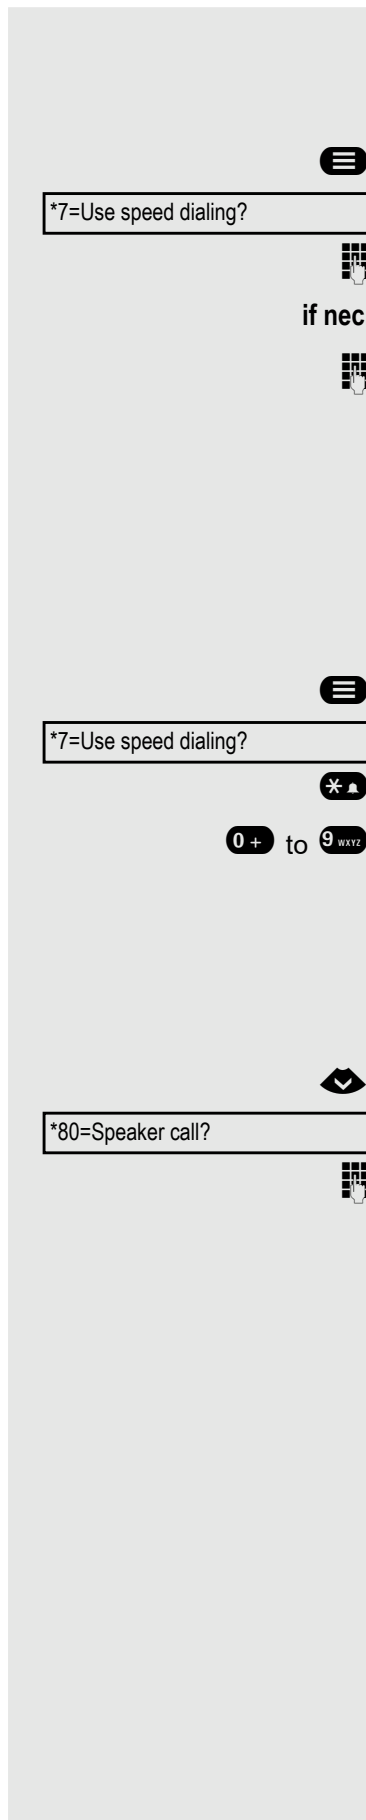 *7=Use speed dialing?
if nec
*7=Use speed dialing?
*
0 + to 9 WXYZ
*80=Speaker call?